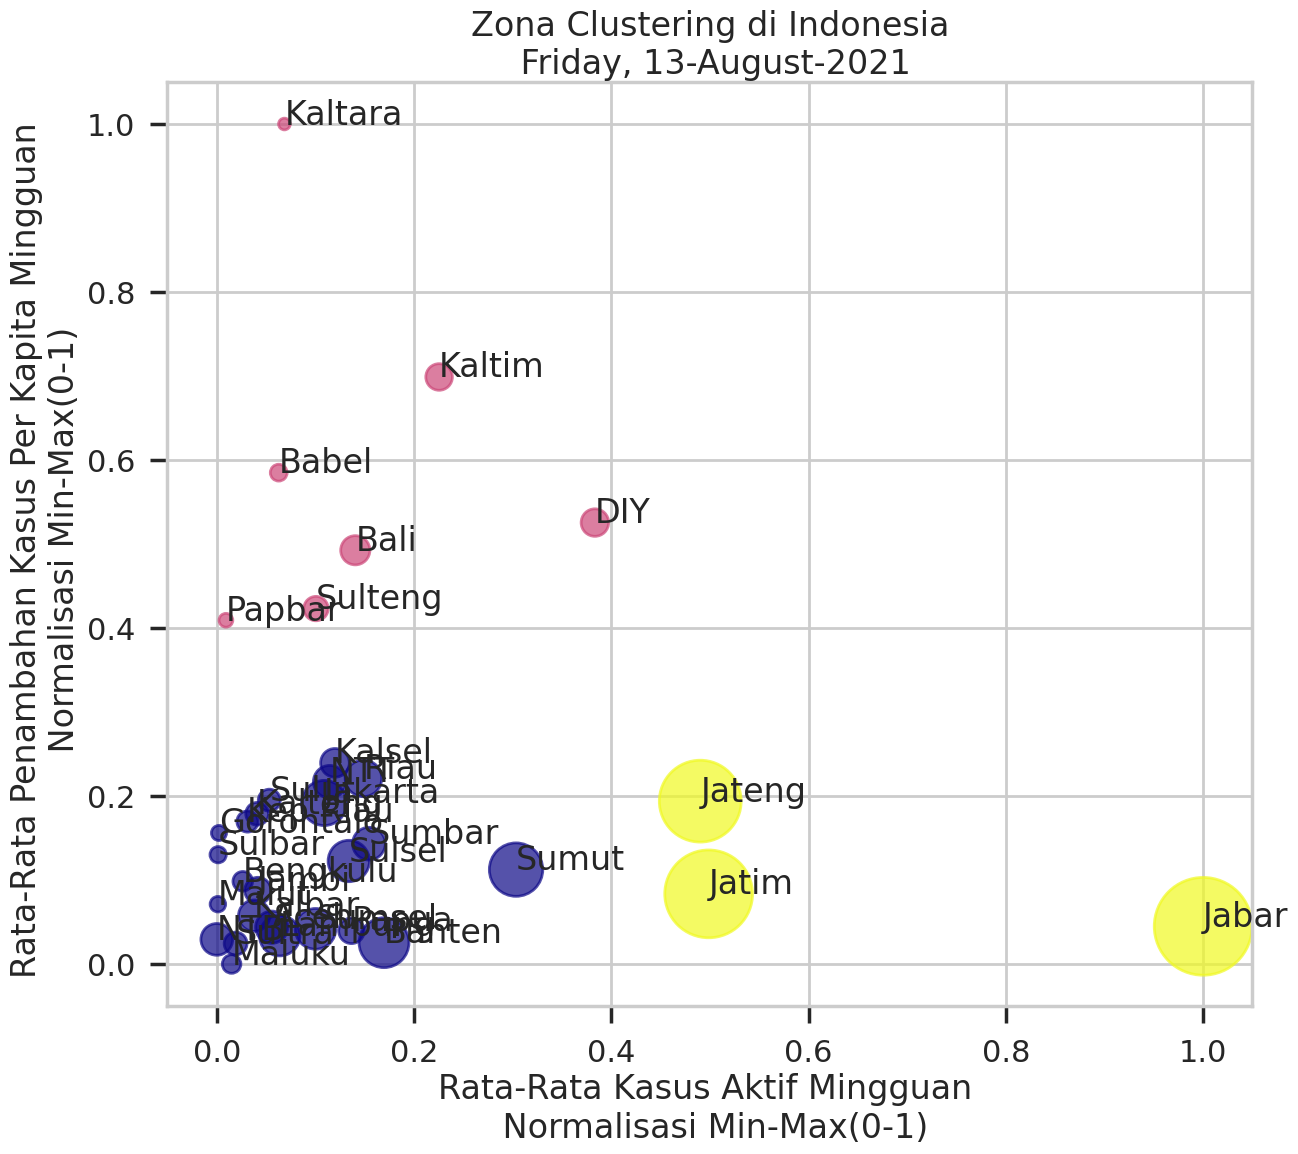 Zona Clustering di Indonesia
Friday, 13-August-2021
Rata-Rata Penambahan Kasus Per Kapita Mingguan
Normalisasi Min-Max(0-1)
1.0
0.8
0.6
0.4
0.2
0.0
Kaltara
Kaltim
Babel
DIY
Bali
Sulteng
Papbar
Kalsel
Riau
Jakarta
Jateng
Gorontalo
Sumbar
Sulbar
Sulsel
Sumut
Bengkulu
Jambi
Jatim
Kalbar
Papua
Jabar
Banten
Maluku
0.0
0.2
0.4
0.6
0.8
1.0
Rata-Rata Kasus Aktif Mingguan
Normalisasi Min-Max(0-1)